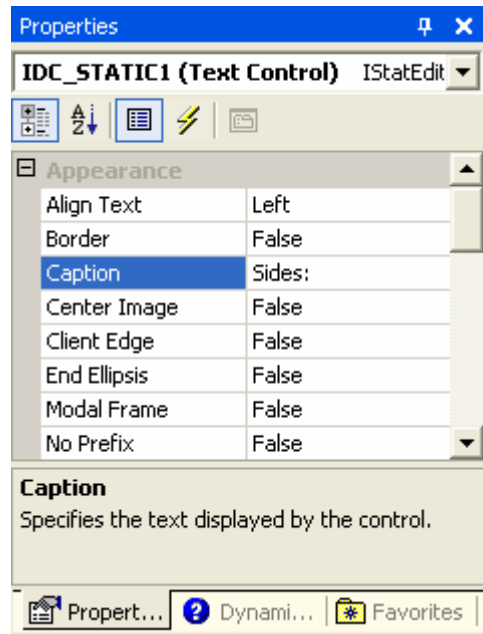 Properties
IDC_STATIC1 (Text Control) IStatEdit
Appearance
Align Text Left
Border False
Caption Sides:
Center Image False
Client Edge False
End Ellipsis False
Modal Frame False
No Prefix False
Caption
Specifies the text displayed by the control.
Propert... Dynami... Favorites